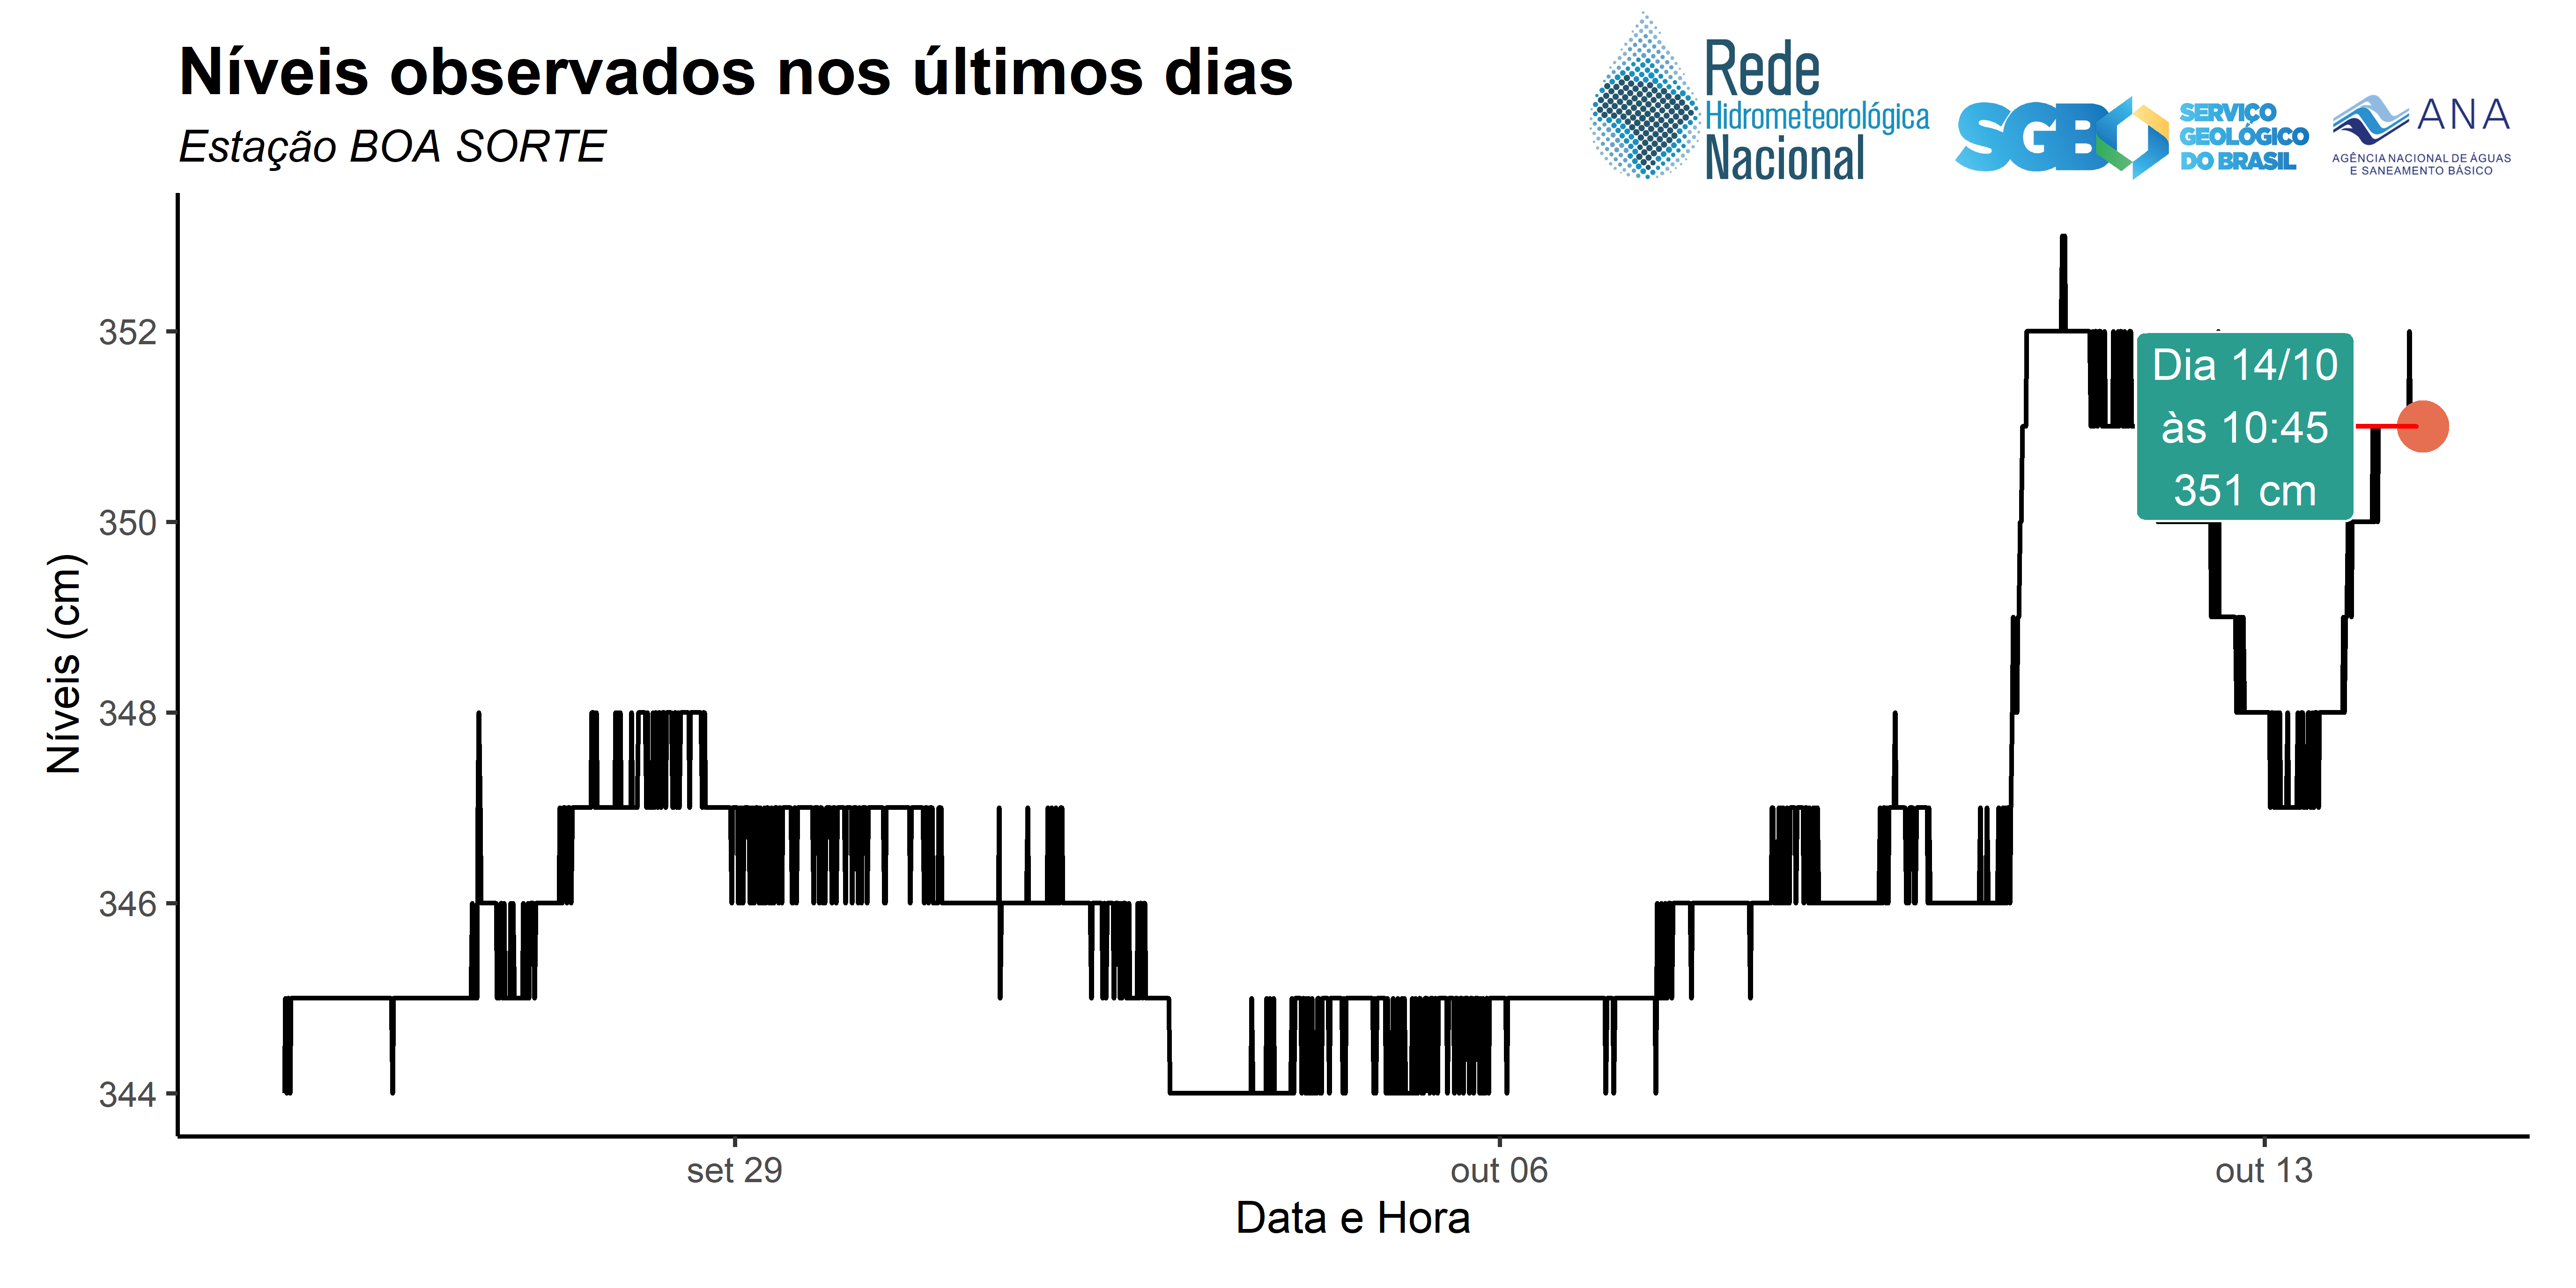 Níveis observados nos últimos dias
Estação BOA SORTE
Rede
Hidrometeorológica
Nacional
SGB
SERVIÇO
GEOLÓGICO
DO BRASIL
ANA
AGÊNCIA NACIONAL DE ÁGUAS
E SANEAMENTO BÁSICO
Níveis (cm)
352
350
348
346
344
Dia 14/10
às 10:45
351 cm
set 29
out 06
out 13
Data e Hora